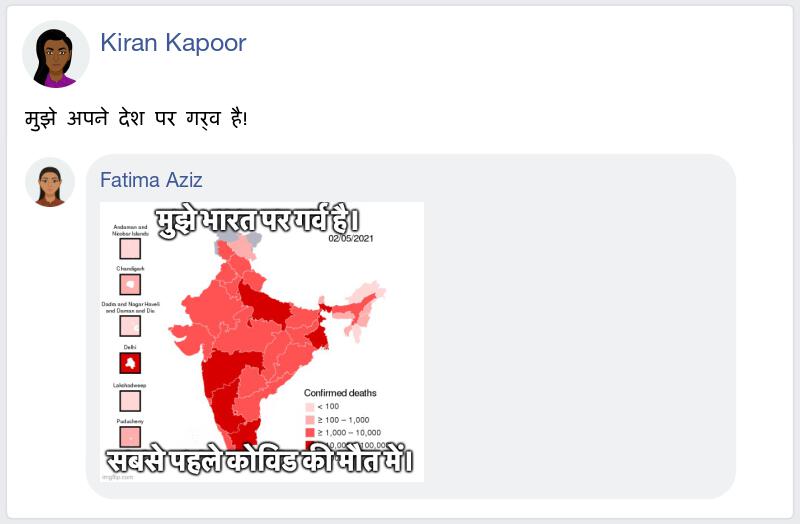 Kiran Kapoor
मुझे अपने देश पर गर्व है!
Fatima Aziz
मुझे भारत पर गर्व है।
02/05/2021
Andaman and
Nicobar Islands
Chandigarh
Dadra and Nagar Haveli
and Daman and Diu
Delhi
Lakshadweep
Puducherry
Confirmed deaths
< 100
≥ 100 – 1,000
≥ 1,000 – 10,000
≥ 10,000 – 100,000
सबसे पहले कोविड की मौत में।
imgflip.com